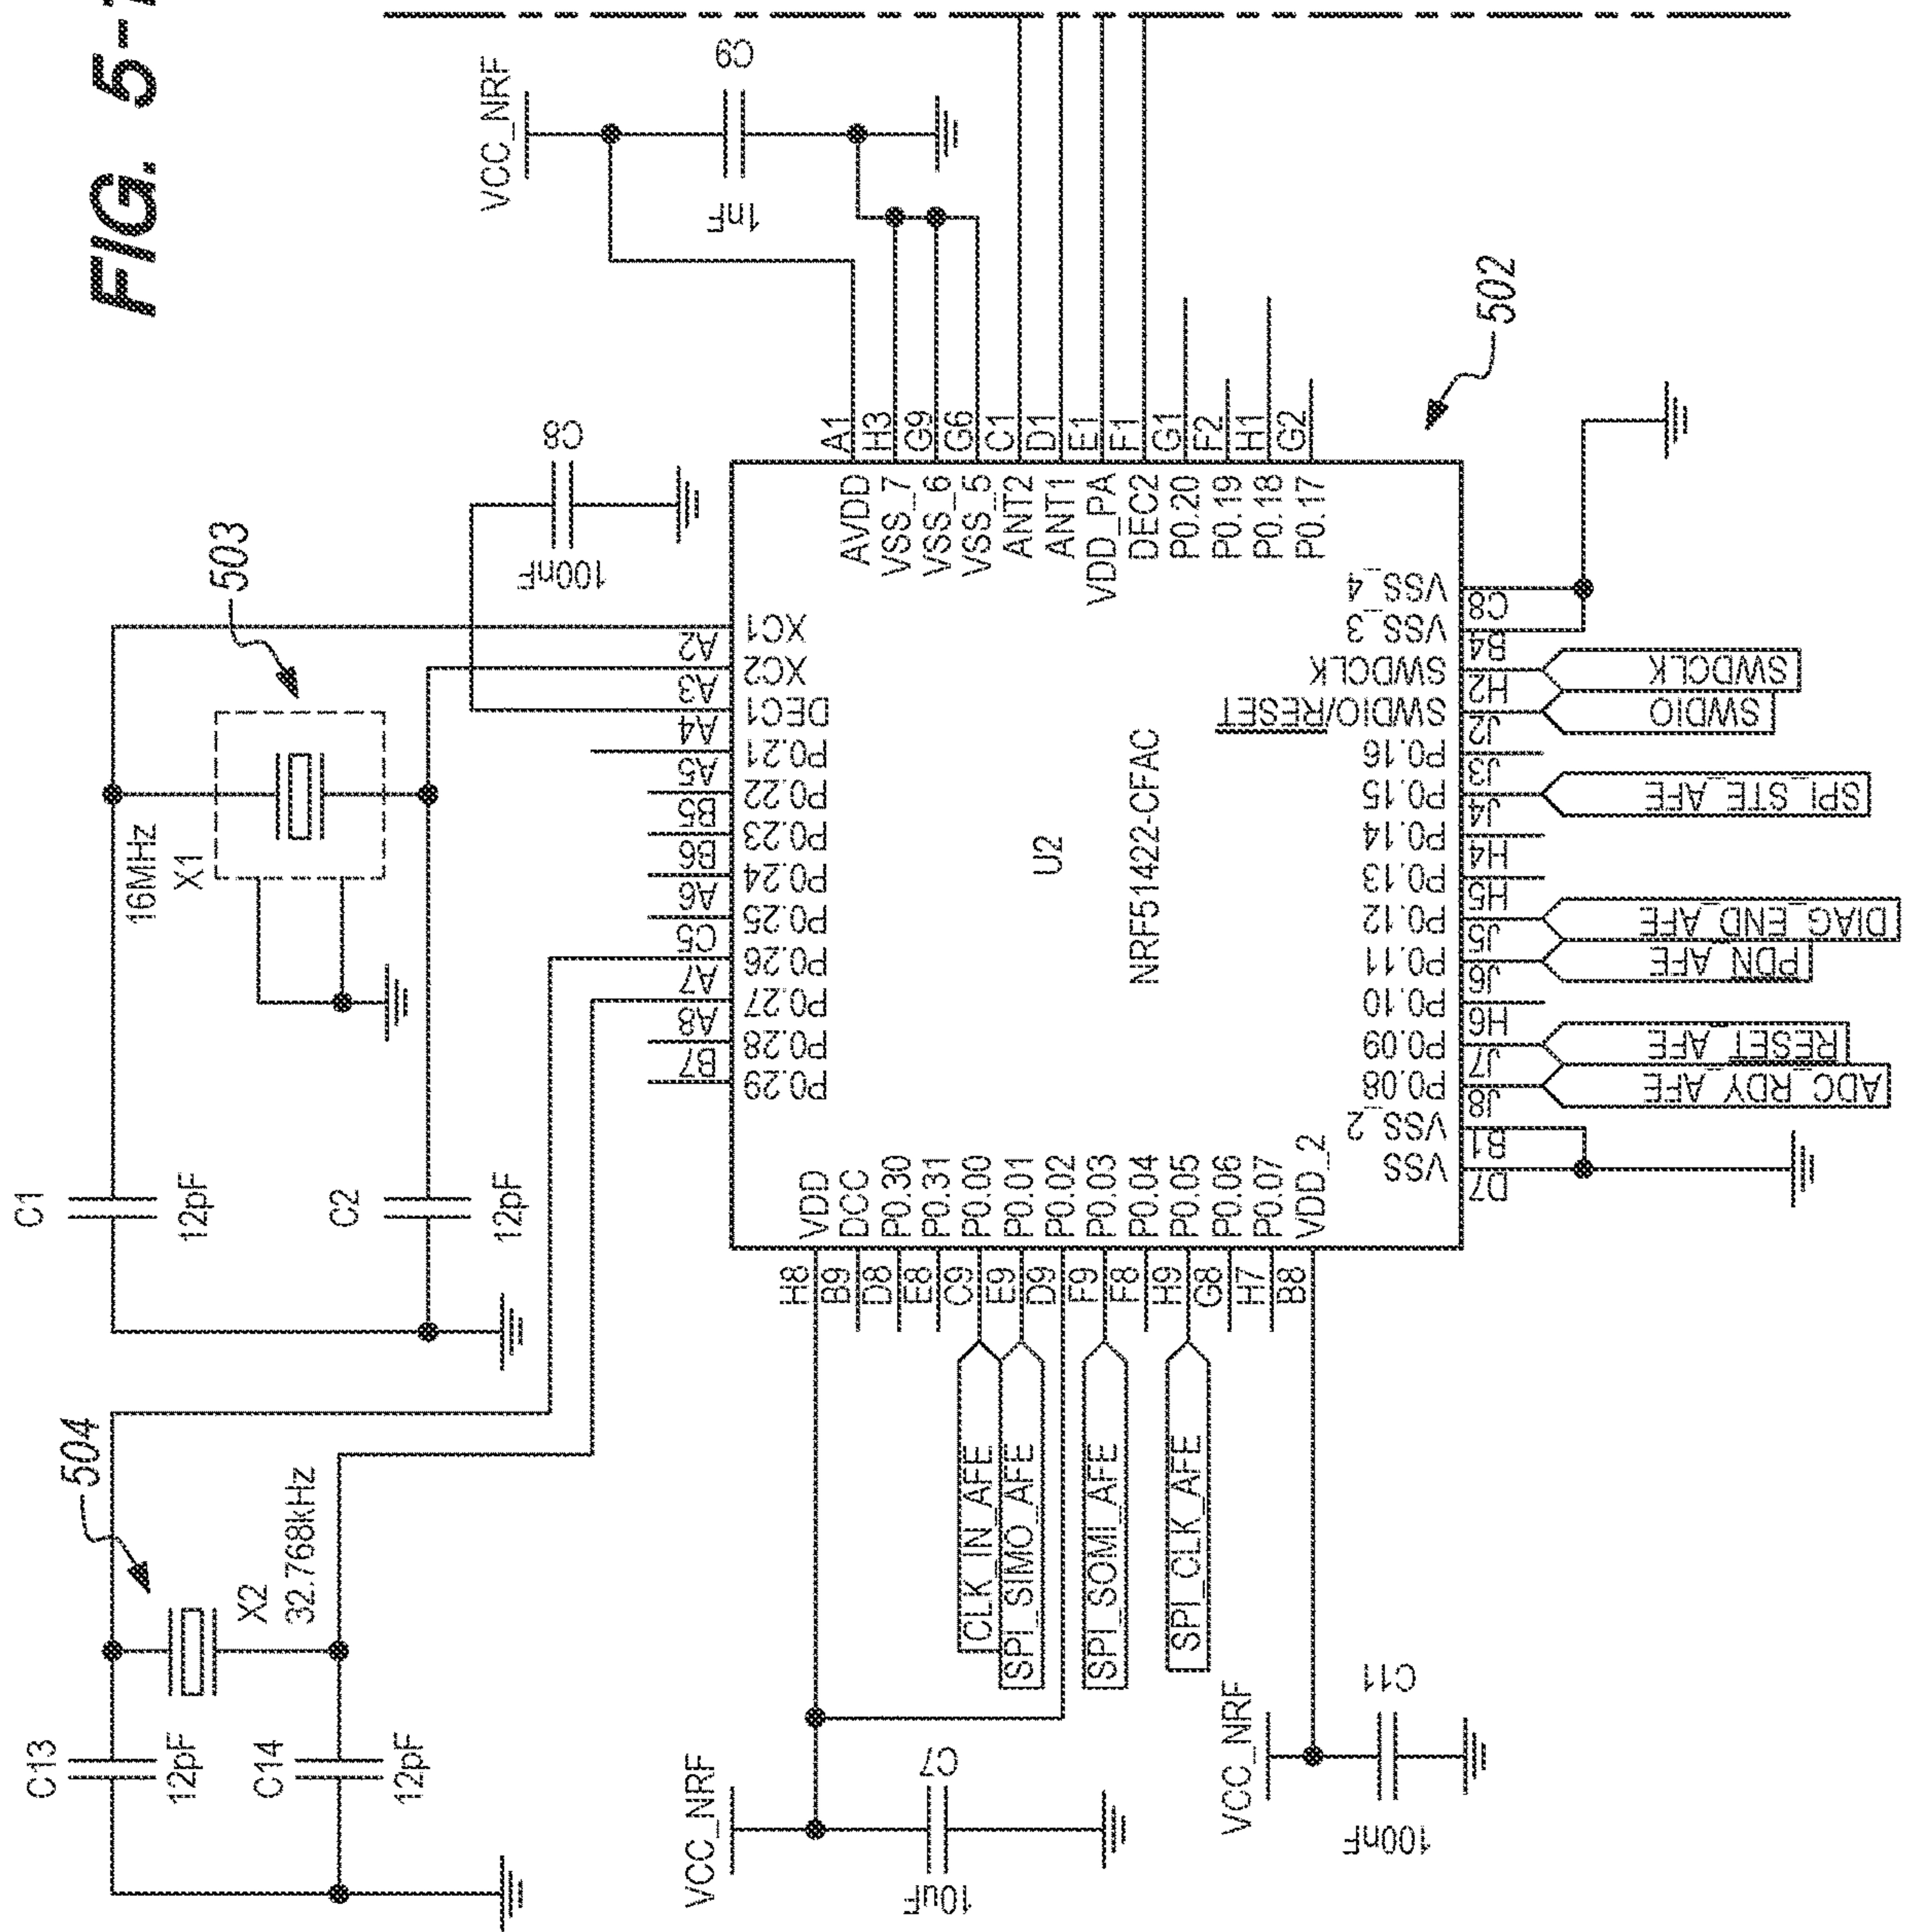 FIG. 5-
VCC_NRF
C9
1nF
C8
100nF
503
16MHz
X1
C1
12pF
C2
12pF
504
X2
32.768kHz
C13
12pF
C14
12pF
A2 XC1
A3 XC2
A4 DEC1
A5 P0.21
B5 P0.22
B6 P0.23
A6 P0.24
C5 P0.25
A7 P0.26
A8 P0.27
B7 P0.28
P0.29
AVDD A1
VSS_7 H3
VSS_6
VSS_5 G6
ANT2 C1
ANT1 D1
VDD_PA E1
DEC2 F1
P0.20 G1
P0.19 F2
P0.18 H1
P0.17 G2
502
U2
NRF51422-CFAC
H8 VDD
B9 DCC
D8 P0.30
E8 P0.31
C9 P0.00
E9 P0.01
D9 P0.02
F9 P0.03
F8 P0.04
H9 P0.05
G8 P0.06
H7 P0.07
B8 VDD_2
CLK_IN_AFE
SPI_SIMO_AFE
SPI_SOMI_AFE
SPI_CLK_AFE
VCC_NRF
C7
10uF
VCC_NRF
C11
100nF
VSS D7
VSS_2 B1
P0.08 J8
P0.09 J7
P0.10 H6
P0.11 J6
P0.12 J5
P0.13 H5
P0.14 H4
P0.15 J4
P0.16 J3
SWDIO/RESET J2
SWDCLK H2
VSS_3 B4
VSS_4 C8
ADC_RDY_AFE
RESET_AFE
PDN_AFE
DIAG_END_AFE
SPI_STE_AFE
SWDIO
SWDCLK